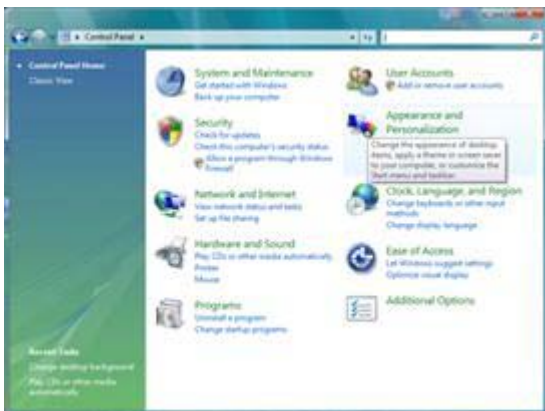 Control Panel
Control Panel Home
Classic View
System and Maintenance
Get started with Windows
Back up your computer
Security
Check for updates
Check this computer's security status
Allow a program through Windows
Firewall
Network and Internet
View network status and tasks
Set up file sharing
Hardware and Sound
Play CDs or other media automatically
Printer
Mouse
Programs
Uninstall a program
Change startup programs
User Accounts
Add or remove user accounts
Appearance and
Personalization
Change the appearance of desktop
items, apply a theme or screen saver
to your computer, or customize the
Start menu and taskbar.
Clock, Language, and Region
Change keyboards or other input
methods
Change display language
Ease of Access
Let Windows suggest settings
Optimize visual display
Additional Options
Recent Tasks
Change desktop background
Play CDs or other media
automatically